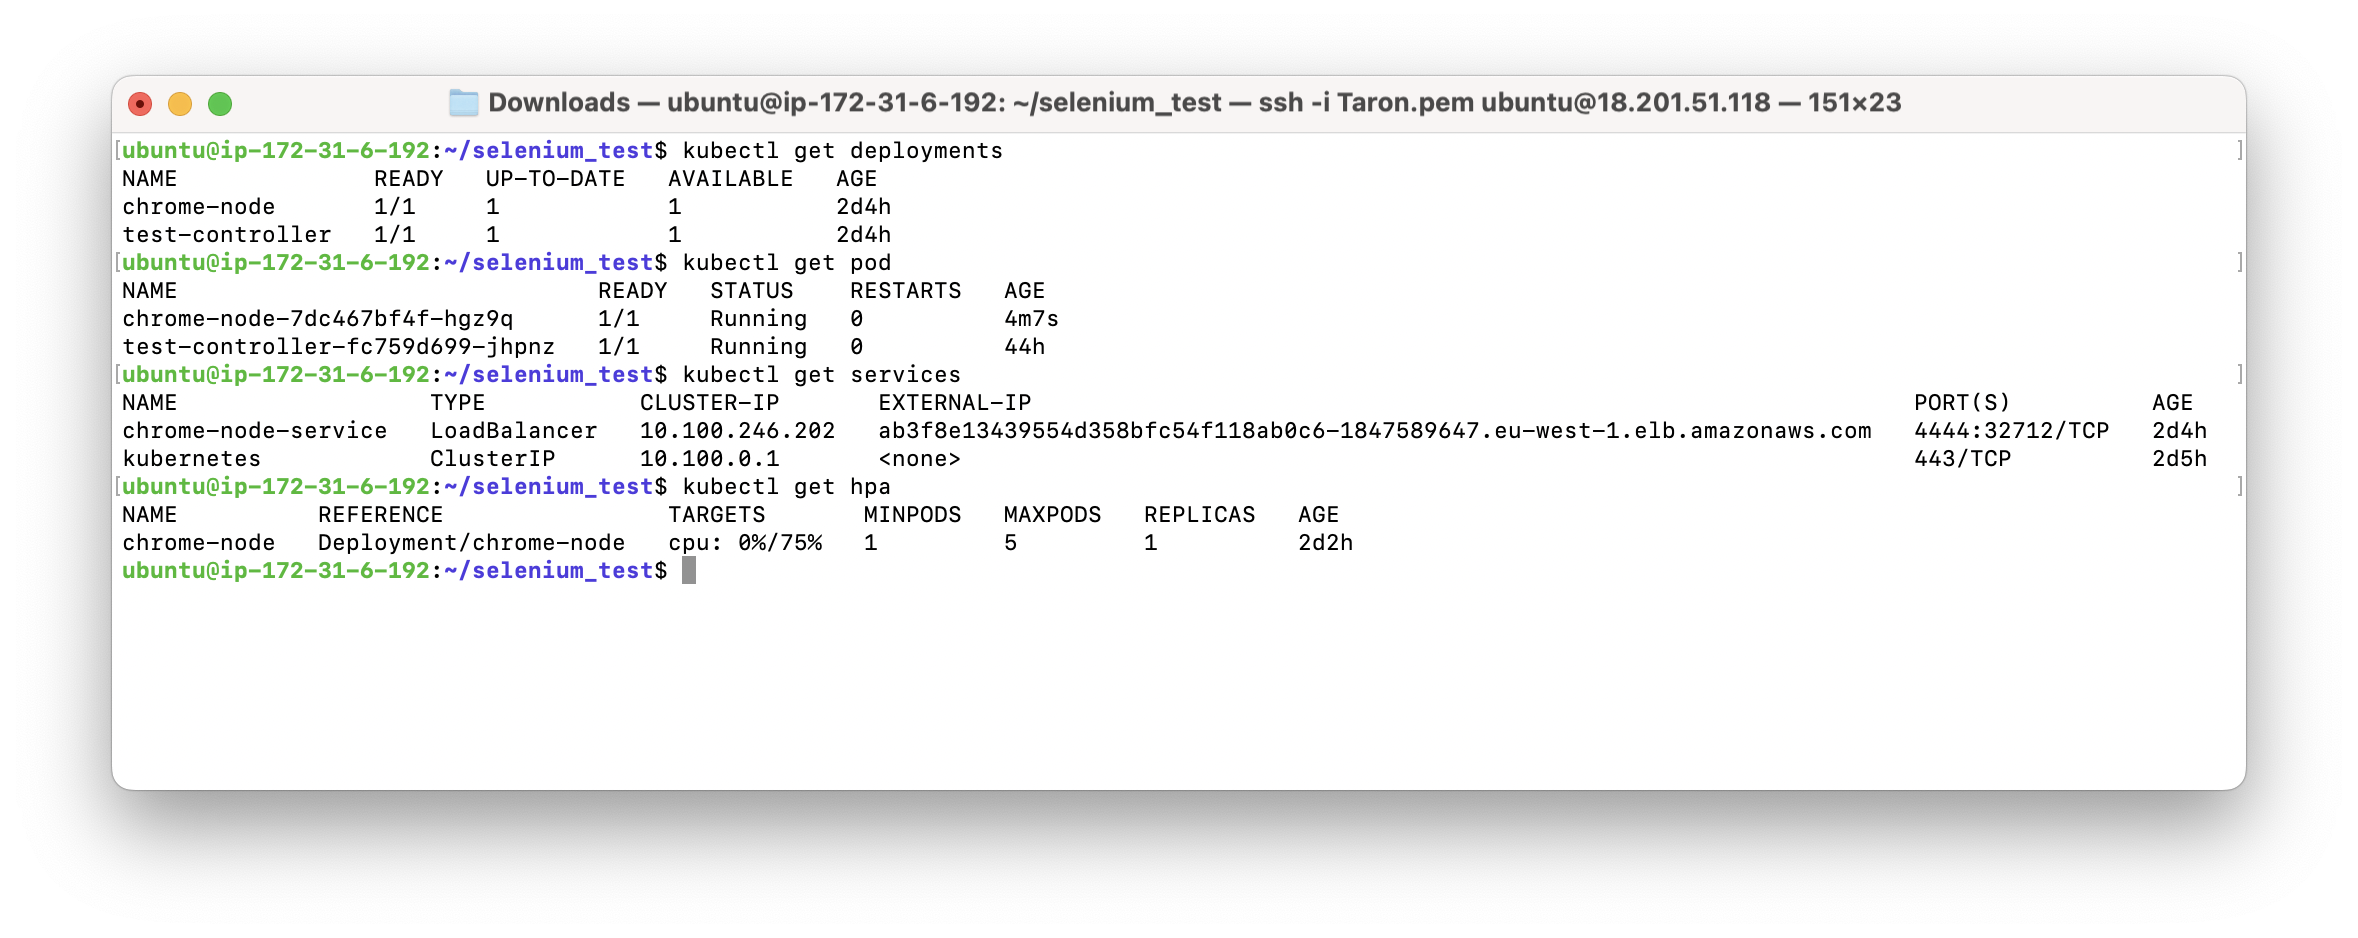 Downloads — ubuntu@ip-172-31-6-192: ~/selenium_test — ssh -i Taron.pem ubuntu@18.201.51.118 — 151×23
[ubuntu@ip-172-31-6-192:~/selenium_test$ kubectl get deployments ]
NAME              READY   UP-TO-DATE   AVAILABLE   AGE
chrome-node       1/1     1            1           2d4h
test-controller   1/1     1            1           2d4h
[ubuntu@ip-172-31-6-192:~/selenium_test$ kubectl get pod ]
NAME                              READY   STATUS    RESTARTS   AGE
chrome-node-7dc467bf4f-hgz9q      1/1     Running   0          4m7s
test-controller-fc759d699-jhpnz   1/1     Running   0          44h
[ubuntu@ip-172-31-6-192:~/selenium_test$ kubectl get services ]
NAME                  TYPE           CLUSTER-IP       EXTERNAL-IP                                                               PORT(S)          AGE
chrome-node-service   LoadBalancer   10.100.246.202   ab3f8e13439554d358bfc54f118ab0c6-1847589647.eu-west-1.elb.amazonaws.com   4444:32712/TCP   2d4h
kubernetes            ClusterIP      10.100.0.1       <none>                                                                    443/TCP          2d5h
[ubuntu@ip-172-31-6-192:~/selenium_test$ kubectl get hpa ]
NAME          REFERENCE                TARGETS       MINPODS   MAXPODS   REPLICAS   AGE
chrome-node   Deployment/chrome-node   cpu: 0%/75%   1         5         1          2d2h
ubuntu@ip-172-31-6-192:~/selenium_test$